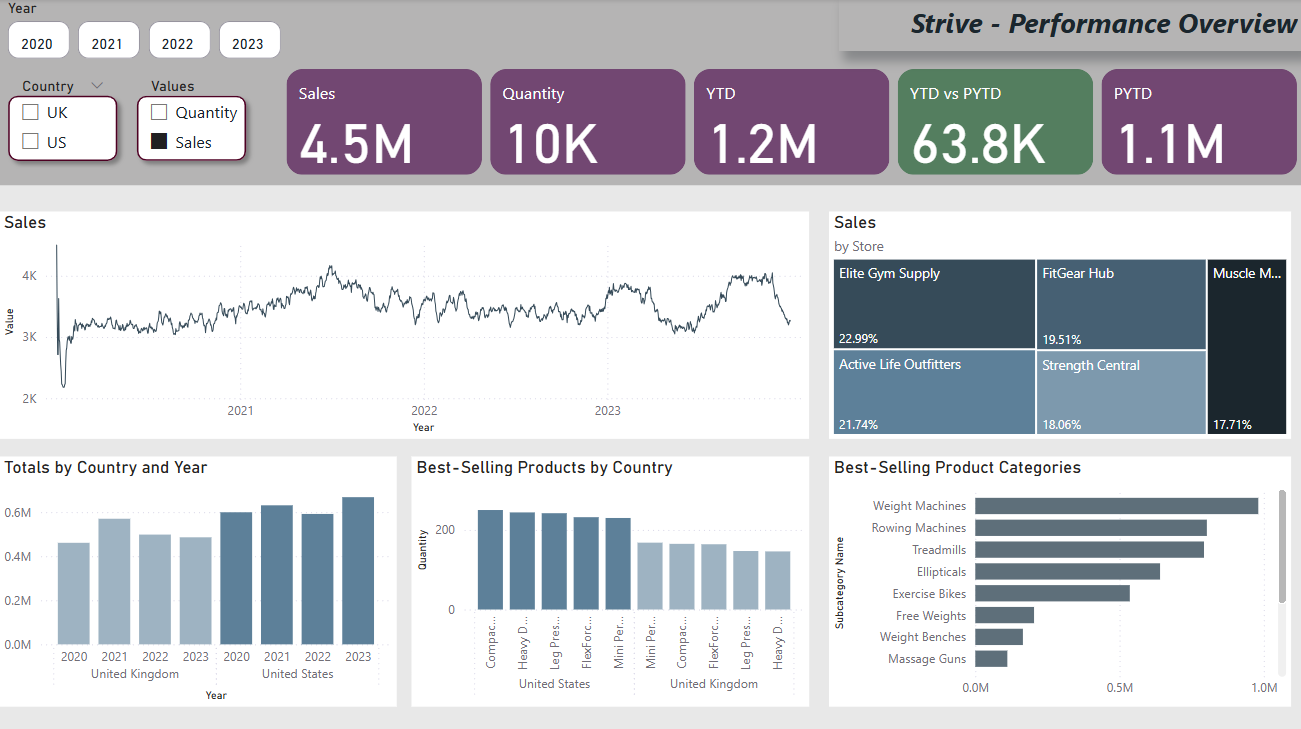 Year
Strive - Performance Overview
2020
2021
2022
2023
Country
Values
UK
US
Quantity
Sales
Sales
4.5M
Quantity
10K
YTD
1.2M
YTD vs PYTD
63.8K
PYTD
1.1M
Sales
4K
3K
2K
Value
2021
2022
2023
Year
Sales
by Store
Elite Gym Supply
22.99%
FitGear Hub
19.51%
Muscle M...
17.71%
Active Life Outfitters
21.74%
Strength Central
18.06%
Totals by Country and Year
0.6M
0.4M
0.2M
0.0M
2020 2021 2022 2023 2020 2021 2022 2023
United Kingdom United States
Year
Best-Selling Products by Country
Quantity
200
0
Compac...
Heavy D...
Leg Pres...
FlexForc...
Mini Per...
Mini Per...
Compac...
FlexForc...
Leg Pres...
Heavy D...
United States United Kingdom
Best-Selling Product Categories
Subcategory Name
Weight Machines
Rowing Machines
Treadmills
Ellipticals
Exercise Bikes
Free Weights
Weight Benches
Massage Guns
0.0M 0.5M 1.0M